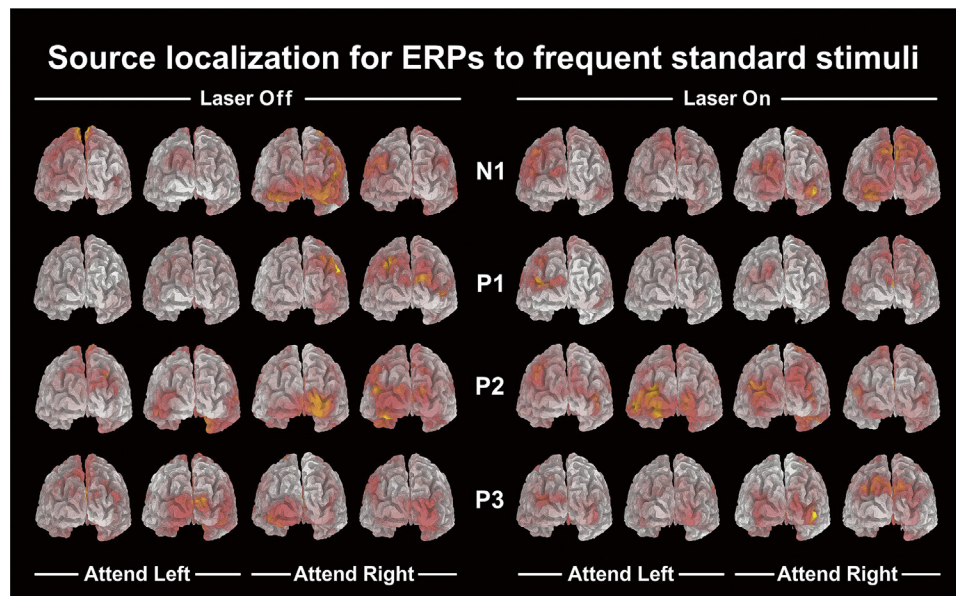 Source localization for ERPs to frequent standard stimuli
Laser Off Laser On
N1
P1
P2
P3
Attend Left Attend Right Attend Left Attend Right